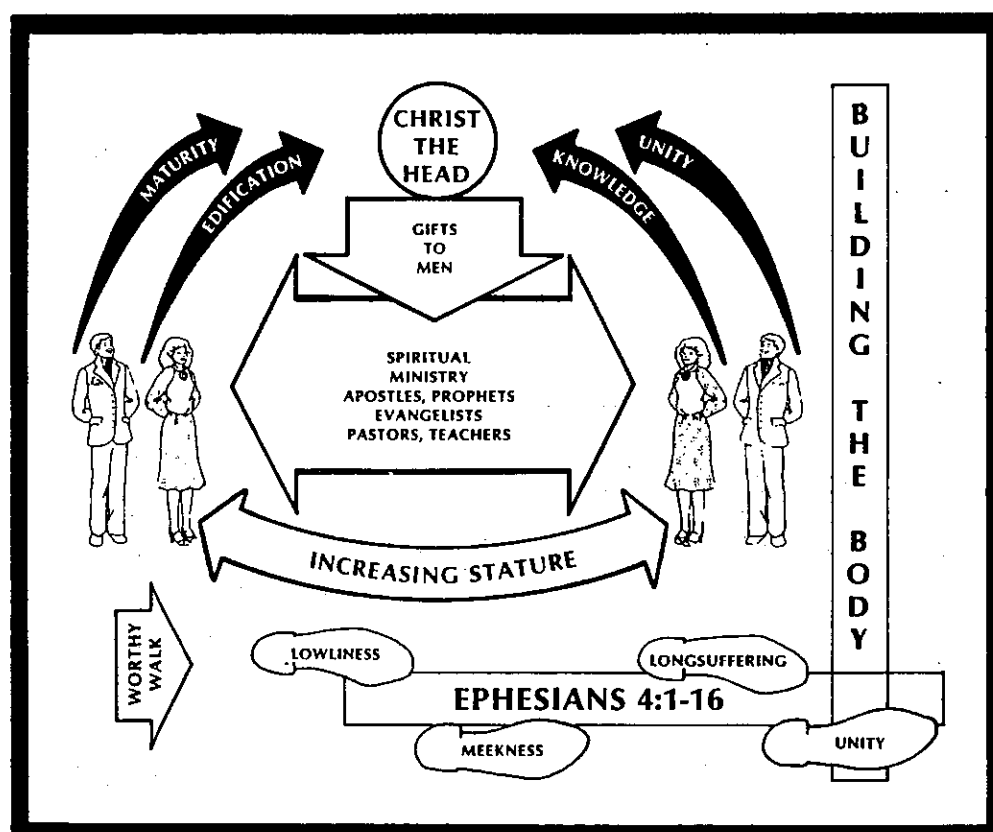 CHRIST
THE
HEAD
MATURITY
EDIFICATION
KNOWLEDGE
UNITY
GIFTS
TO
MEN
SPIRITUAL
MINISTRY
APOSTLES, PROPHETS
EVANGELISTS
PASTORS, TEACHERS
INCREASING STATURE
BUILDING THE BODY
WORTHY
WALK
LOWLINESS
LONGSUFFERING
EPHESIANS 4:1-16
MEEKNESS
UNITY